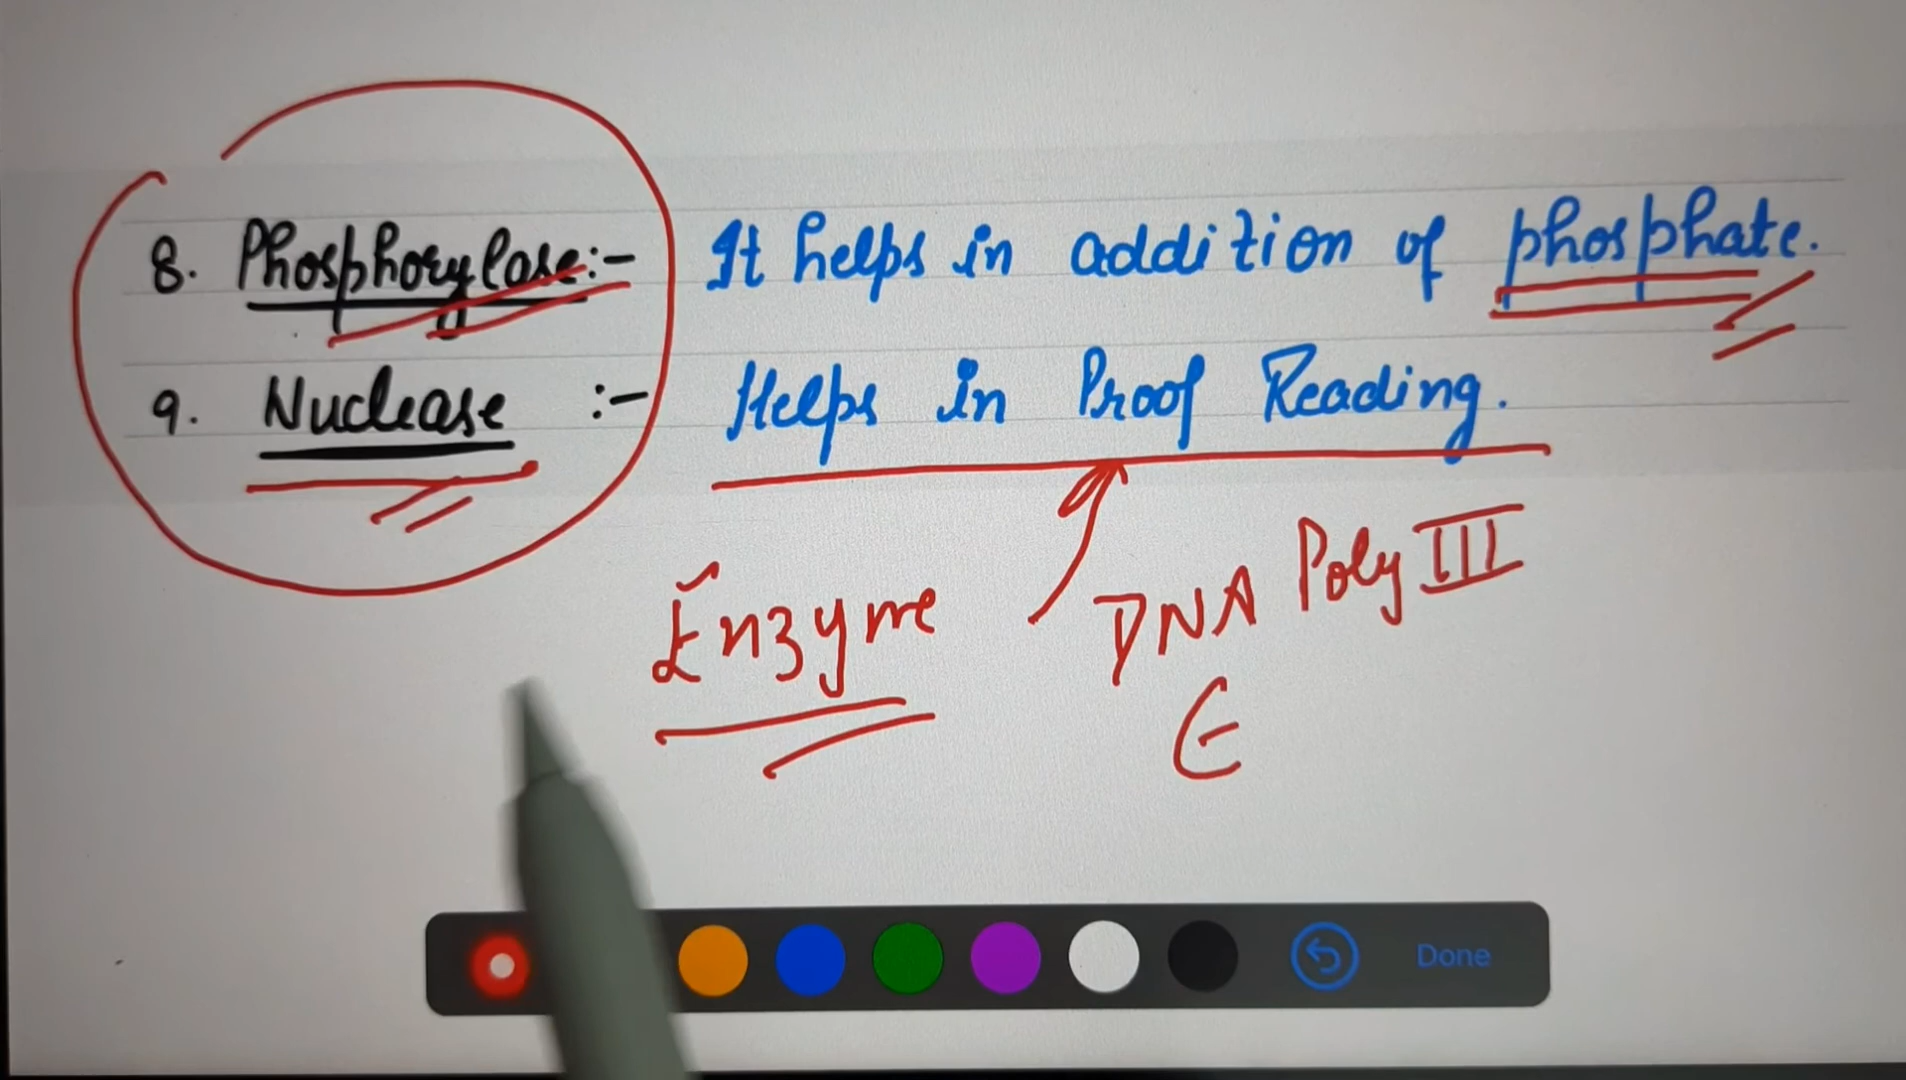 8. Phosphorylase:- It helps in addition of phosphate.
9. Nuclease :- Helps in Proof Reading.
Enzyme
DNA Poly III
E
Done